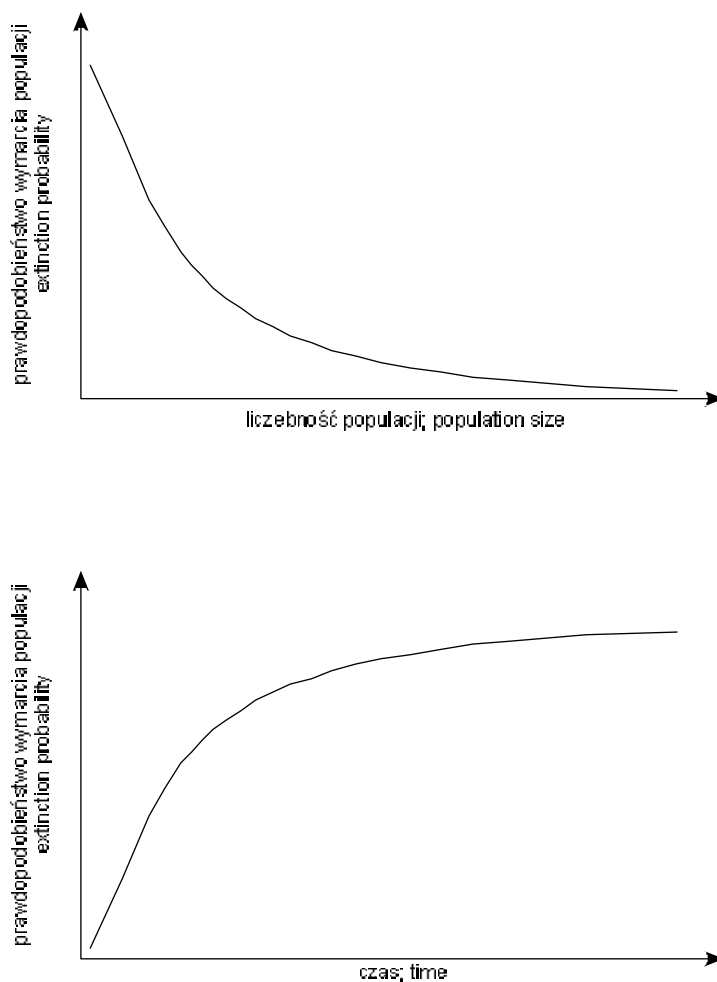 prawdopodobieństwo wymarcia populacji
extinction probability
liczebność populacji; population size
prawdopodobieństwo wymarcia populacji
extinction probability
czas; time